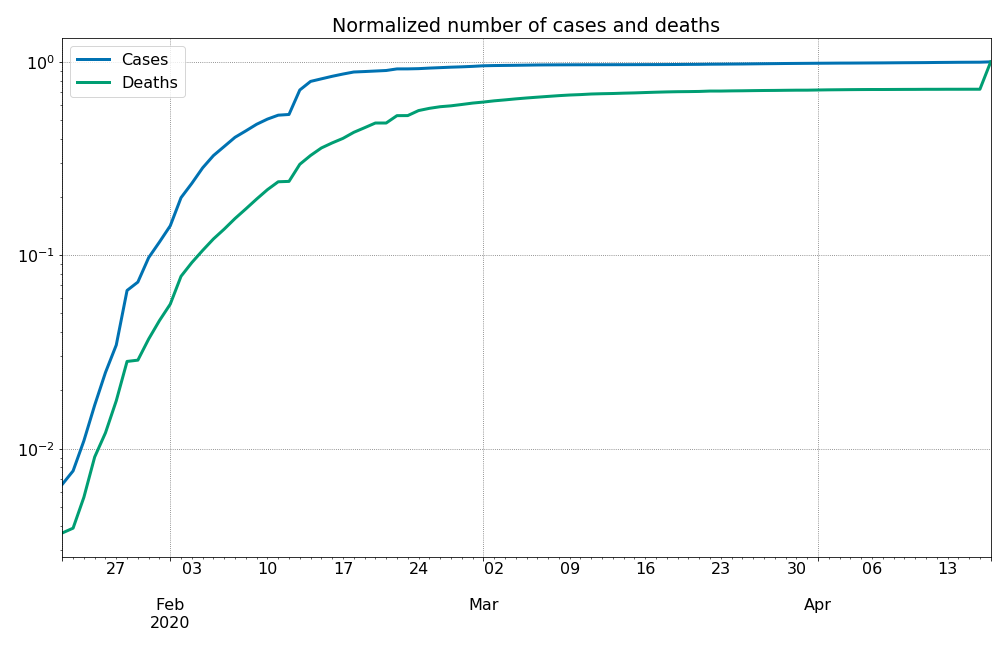 Normalized number of cases and deaths
Cases
Deaths
10⁰
10⁻¹
10⁻²
27 03 10 17 24 02 09 16 23 30 06 13
Feb Mar Apr
2020